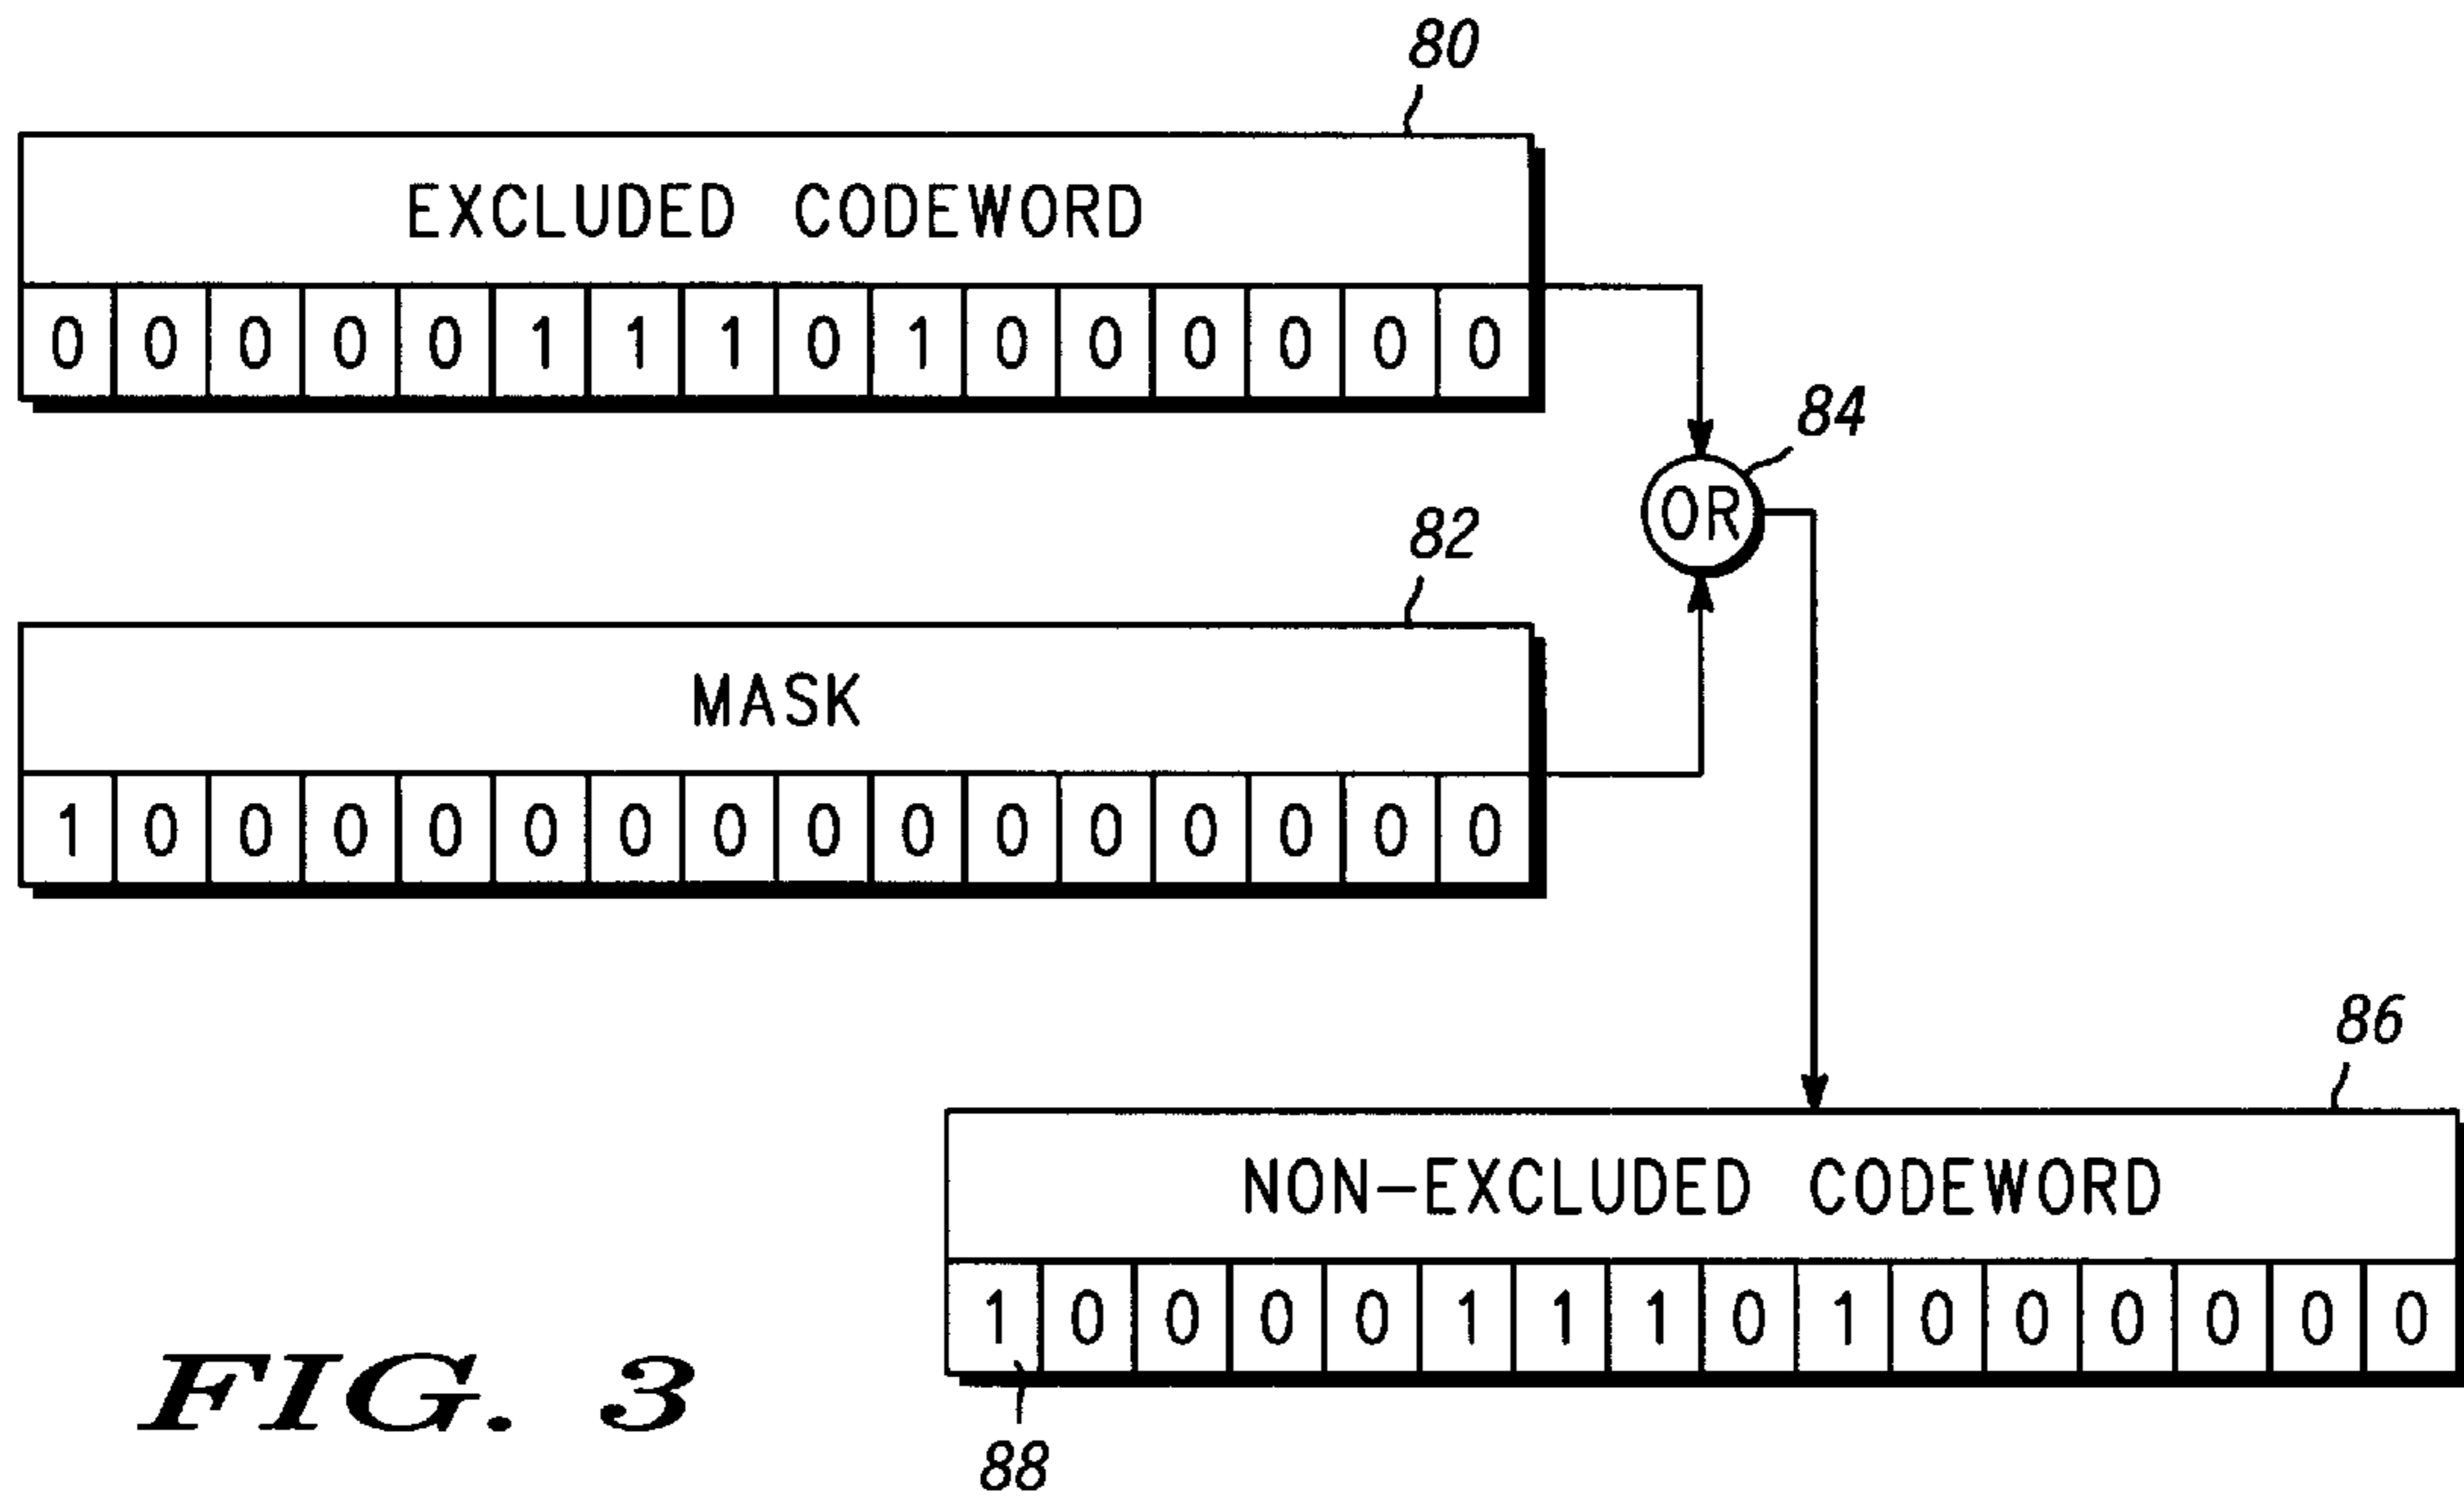 80
EXCLUDED CODEWORD
0 0 0 0 0 1 1 1 0 1 0 0 0 0 0 0
84
OR
82
MASK
1 0 0 0 0 0 0 0 0 0 0 0 0 0 0 0
86
NON-EXCLUDED CODEWORD
1 0 0 0 0 1 1 1 0 1 0 0 0 0 0 0
88
FIG. 3